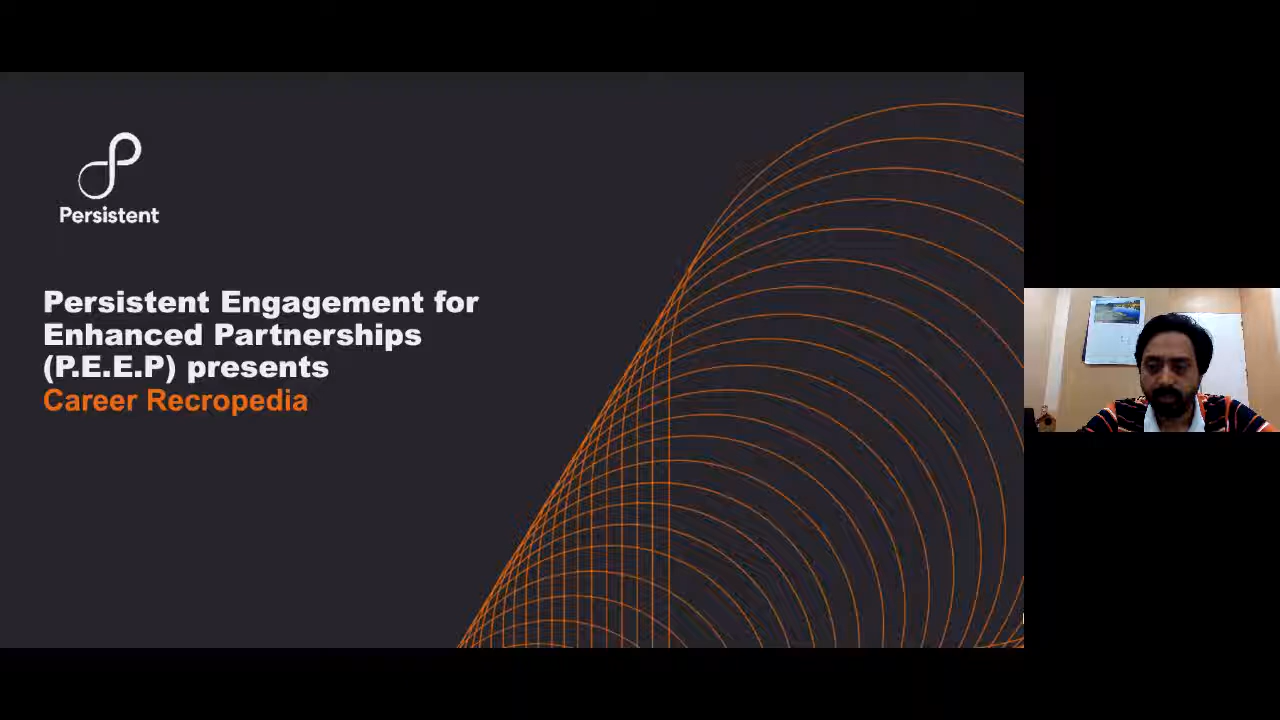 Persistent
Persistent Engagement for
Enhanced Partnerships
(P.E.E.P) presents
Career Recropedia